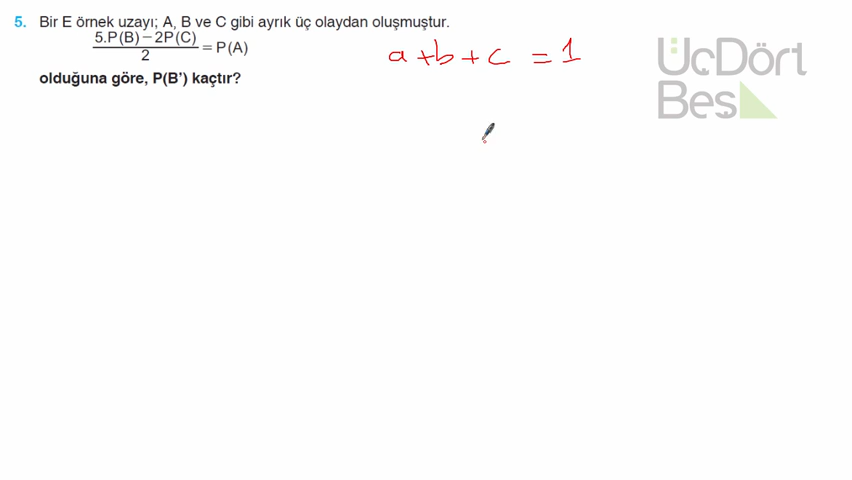 5. Bir E örnek uzayı; A, B ve C gibi ayrık üç olaydan oluşmuştur.
5.P(B) − 2P(C)
2
= P(A)
olduğuna göre, P(B') kaçtır?
a + b + c = 1
ÜçDört
Beş